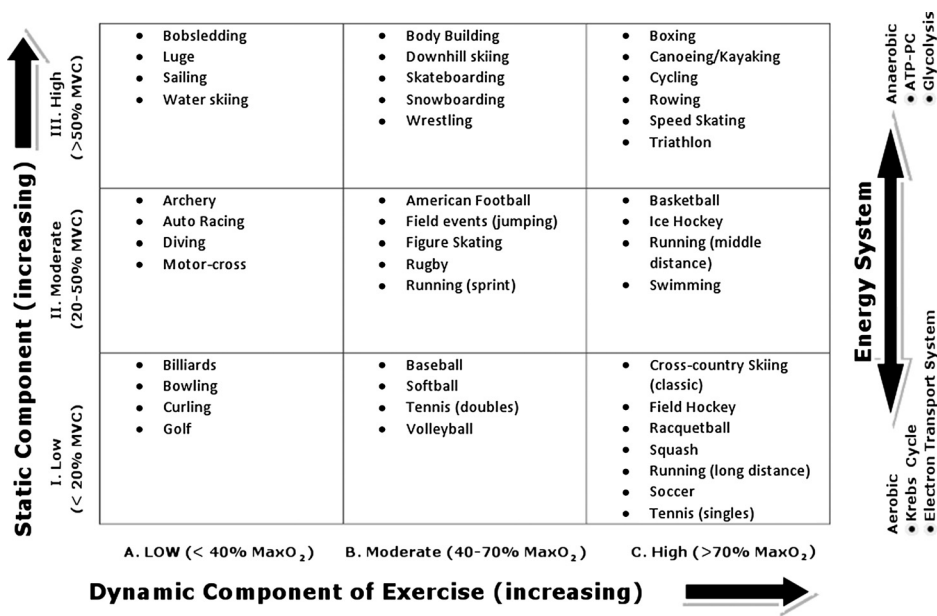 Static Component (increasing)
III. High
(>50% MVC)
• Bobsledding
• Luge
• Sailing
• Water skiing
• Body Building
• Downhill skiing
• Skateboarding
• Snowboarding
• Wrestling
• Boxing
• Canoeing/Kayaking
• Cycling
• Rowing
• Speed Skating
• Triathlon
II. Moderate
(20-50% MVC)
• Archery
• Auto Racing
• Diving
• Motor-cross
• American Football
• Field events (jumping)
• Figure Skating
• Rugby
• Running (sprint)
• Basketball
• Ice Hockey
• Running (middle
distance)
• Swimming
I. Low
(< 20% MVC)
• Billiards
• Bowling
• Curling
• Golf
• Baseball
• Softball
• Tennis (doubles)
• Volleyball
• Cross-country Skiing
(classic)
• Field Hockey
• Racquetball
• Squash
• Running (long distance)
• Soccer
• Tennis (singles)
A. LOW (< 40% MaxO₂)
B. Moderate (40-70% MaxO₂)
C. High (>70% MaxO₂)
Dynamic Component of Exercise (increasing)
Energy System
Anaerobic
• ATP-PC
• Glycolysis
Aerobic
• Krebs Cycle
• Electron Transport System